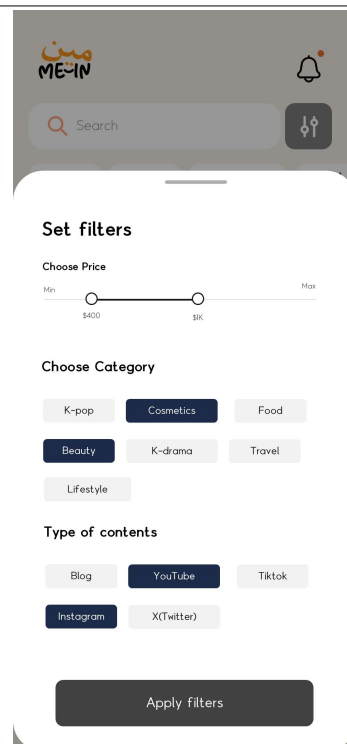 مين
ME-IN
Search
Set filters
Choose Price
Min Max
$400 $1K
Choose Category
K-pop Cosmetics Food
Beauty K-drama Travel
Lifestyle
Type of contents
Blog YouTube Tiktok
Instagram X(Twitter)
Apply filters